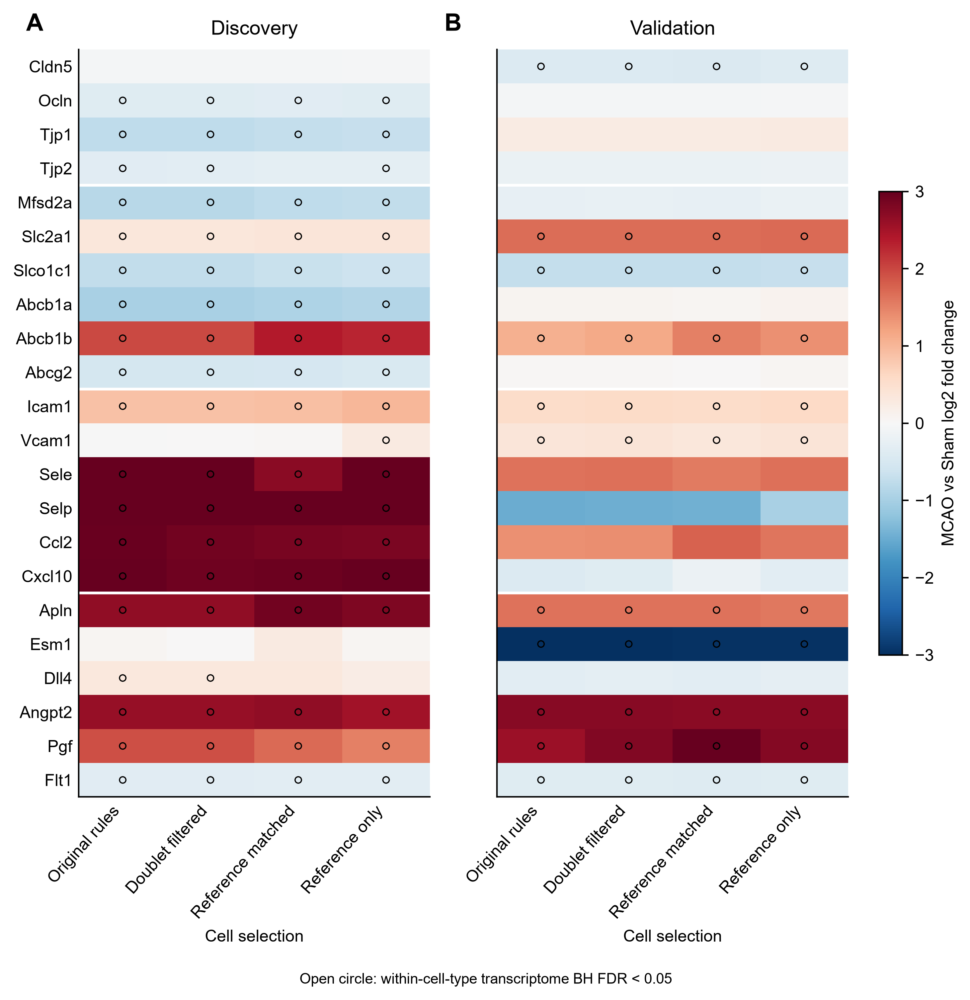 A
Discovery
B
Validation
Cldn5
Ocln
Tjp1
Tjp2
Mfsd2a
Slc2a1
Slco1c1
Abcb1a
Abcb1b
Abcg2
Icam1
Vcam1
Sele
Selp
Ccl2
Cxcl10
Apln
Esm1
Dll4
Angpt2
Pgf
Flt1
Original rules
Doublet filtered
Reference matched
Reference only
Cell selection
Original rules
Doublet filtered
Reference matched
Reference only
Cell selection
3
2
1
0
−1
−2
−3
MCAO vs Sham log2 fold change
Open circle: within-cell-type transcriptome BH FDR < 0.05